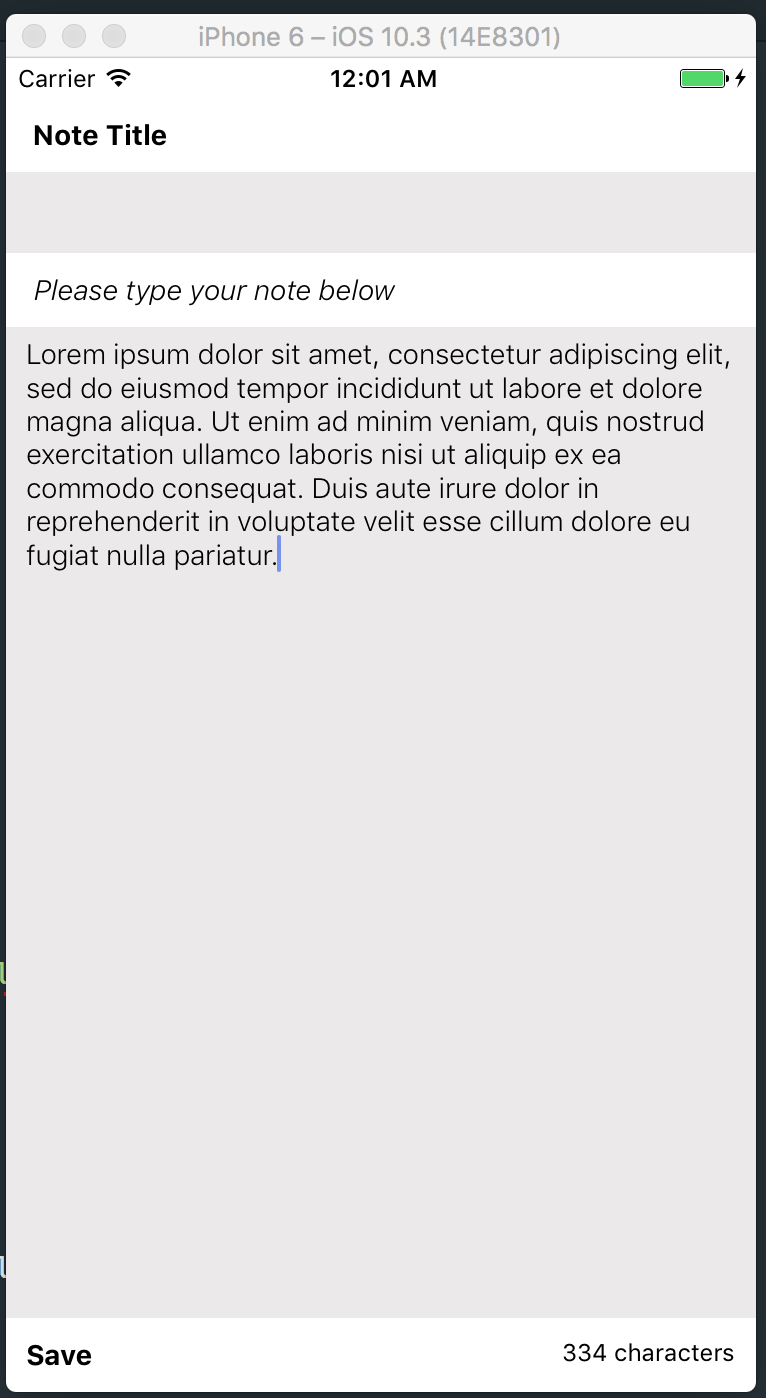 iPhone 6 – iOS 10.3 (14E8301)
Carrier 12:01 AM
Note Title
Please type your note below
Lorem ipsum dolor sit amet, consectetur adipiscing elit,
sed do eiusmod tempor incididunt ut labore et dolore
magna aliqua. Ut enim ad minim veniam, quis nostrud
exercitation ullamco laboris nisi ut aliquip ex ea
commodo consequat. Duis aute irure dolor in
reprehenderit in voluptate velit esse cillum dolore eu
fugiat nulla pariatur.
Save 334 characters